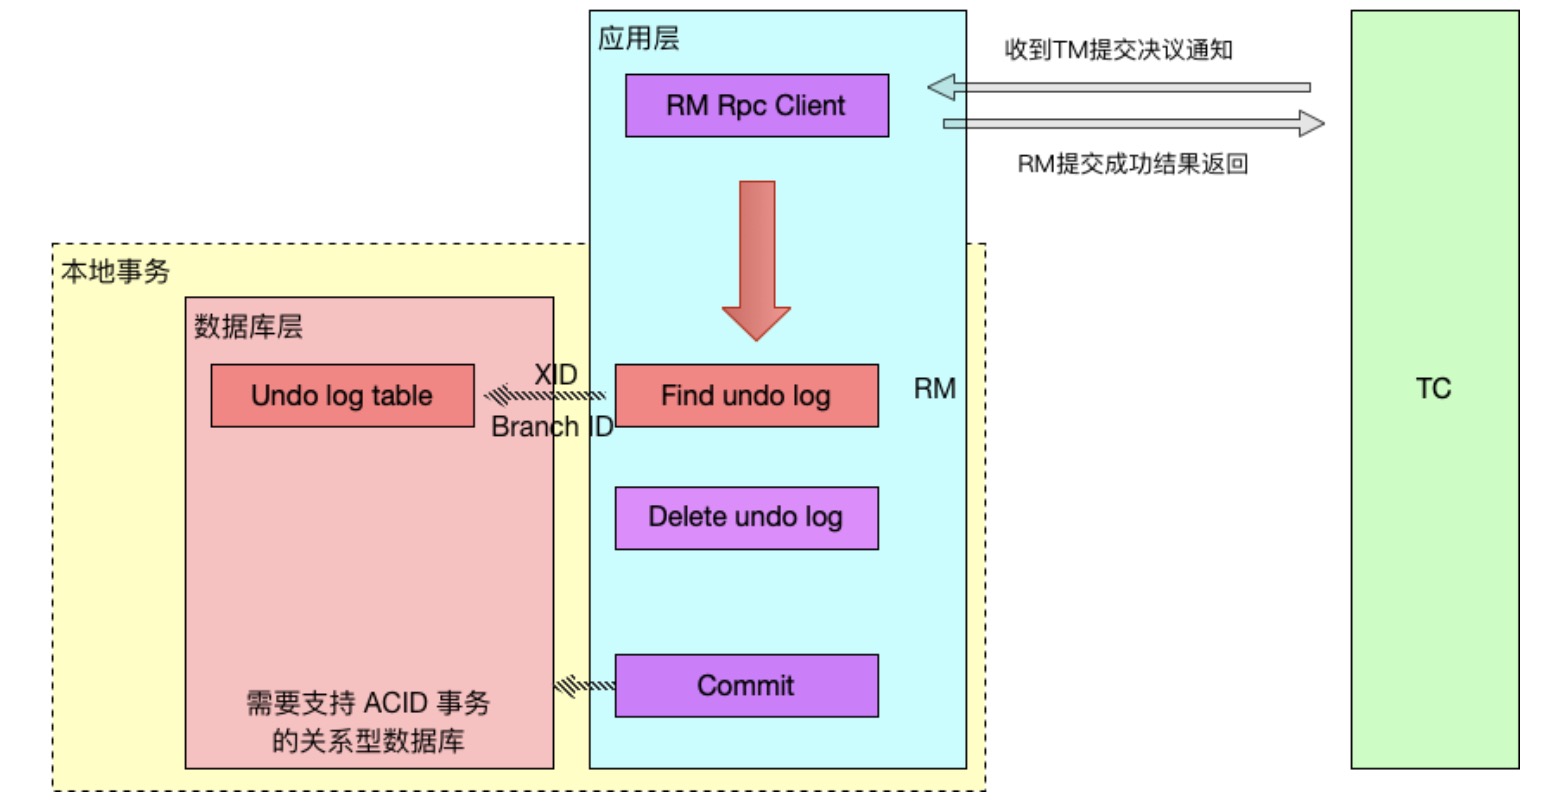 应用层
收到TM提交决议通知
RM Rpc Client
RM提交成功结果返回
本地事务
数据库层
XID
Undo log table
Find undo log
RM
TC
Branch ID
Delete undo log
Commit
需要支持 ACID 事务
的关系型数据库